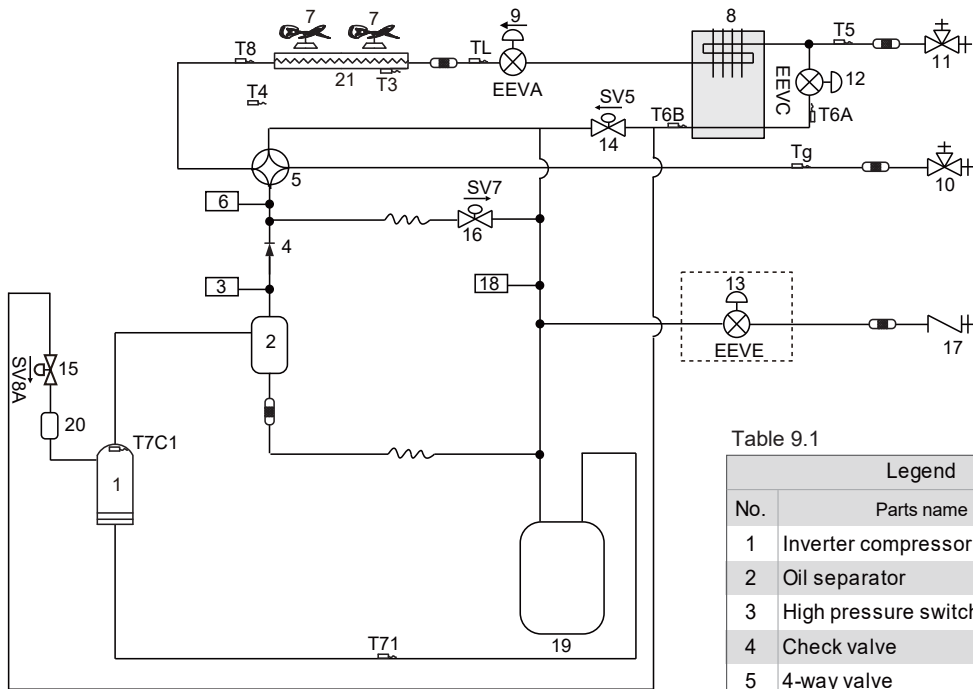 7 7 9 8
T8 TL T5
21 T3 11
T4 EEVA EEVC 12
SV5 T6B T6A
14
5 Tg
10
6 SV7
4 16
3 18 13
2 EEVE 17
SV8A 15
20
T7C1
1
T71 19
Table 9.1
Legend
No. Parts name
1 Inverter compressor
2 Oil separator
3 High pressure switch
4 Check valve
5 4-way valve